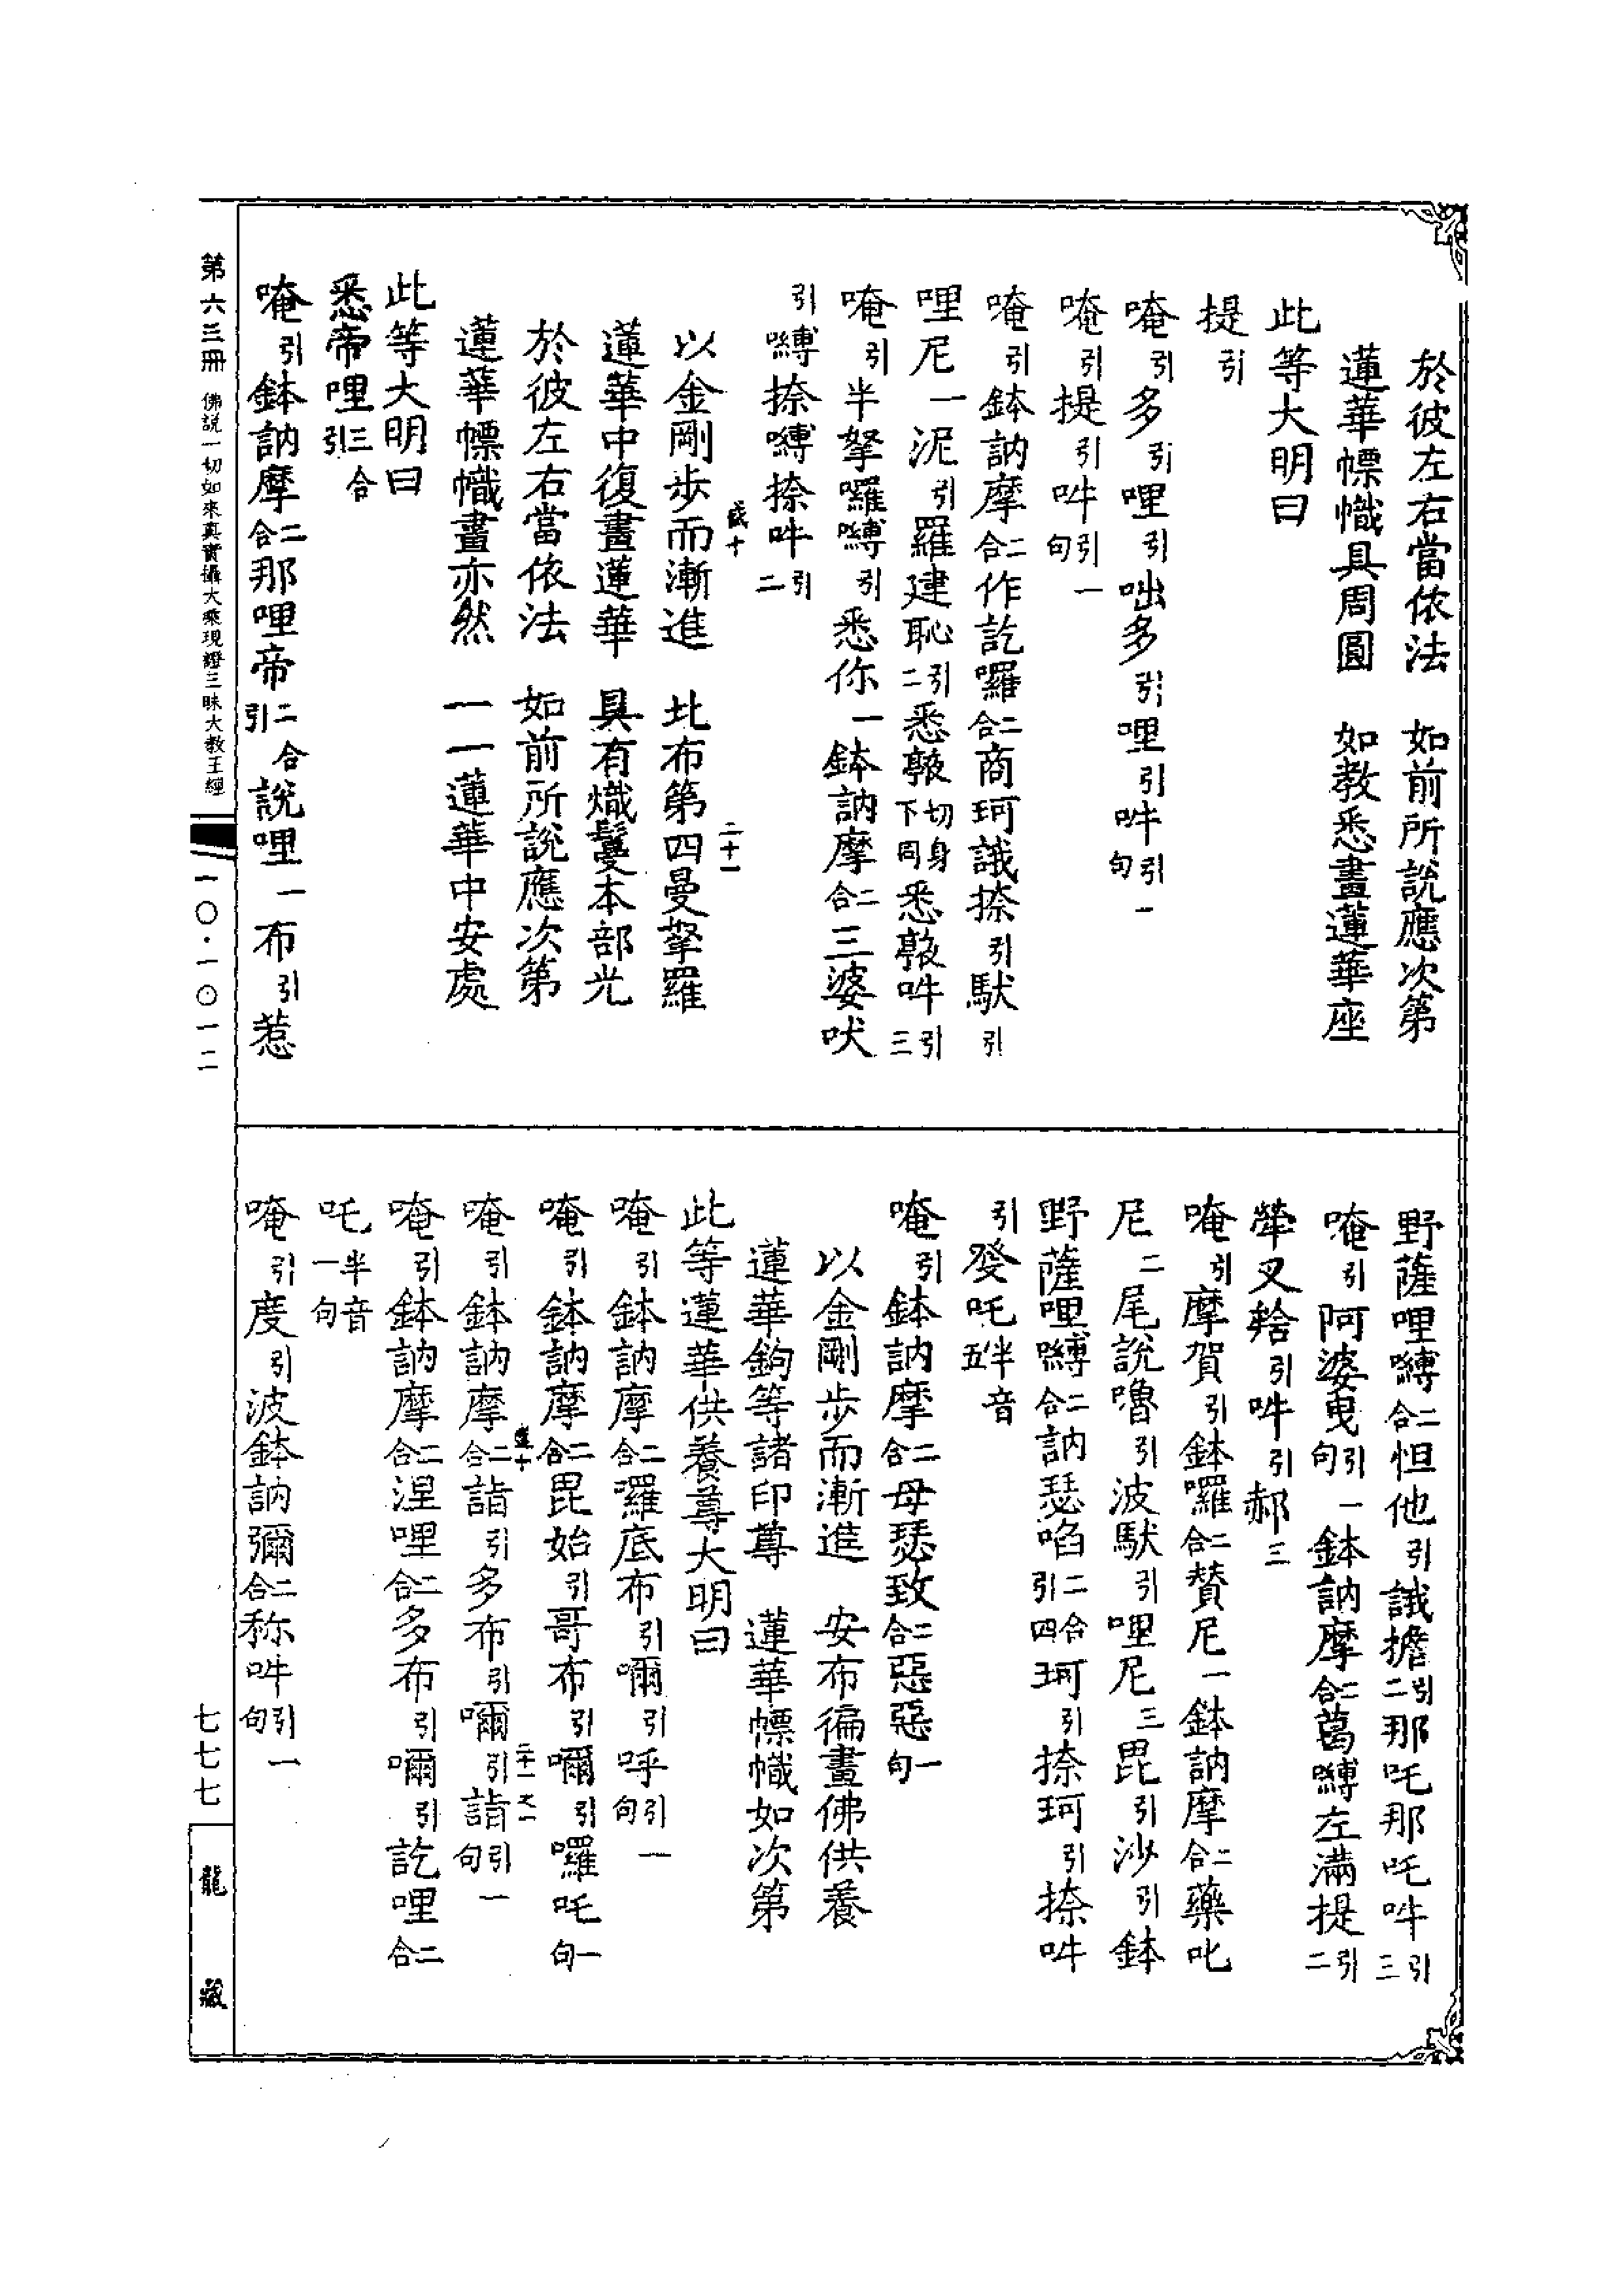 於彼左右當依法　如前所說應次第
蓮華幖幟具周圓　如教悉畫蓮華座
此等大明曰
提引
唵引多引哩引咄多引哩引吽引句一
唵引提引吽引句一
唵引鉢訥摩二合作訖囉二合商珂誐捺引馱引
哩尼一泥引羅建恥引二悉骰切身下同悉骰吽引三
唵引半拏囉嚩引悉你一鉢訥摩二合三婆吠
引嚩捺嚩捺吽引二
以金剛步而漸進　北布第四曼拏羅
蓮華中復畫蓮華　具有熾鬘本部光
於彼左右當依法　如前所說應次第
蓮華幖幟畫亦然　一一蓮華中安處
此等大明曰
悉帝哩三合引
唵引鉢訥摩二合那哩帝二合引說哩一布引惹
野薩哩嚩二合怛他引誐擔引二那吒那吒吽引三
唵引阿婆曳引句一鉢訥摩二合葛嚩左滿提引二
犖叉輅引吽引郝三
唵引摩賀引鉢囉二合贊尼一鉢訥摩二合藥叱
尼二尾說嚕引波馱引哩尼三毘引沙引鉢
野薩哩嚩二合訥瑟啗二合引四珂引捺珂引捺吽
引癹吒半音五
唵引鉢訥摩二合母瑟致二合惡惡一句
以金剛步而漸進　安布徧畫佛供養
蓮華鉤等諸印蕁　蓮華幖幟如次第
此等蓮華供養尊大明曰
唵引鉢訥摩二合囉底布引嚩引呼引句一
唵引鉢訥摩二合毘始引哥布引嚩引囉吒一句
唵引鉢訥摩二合詣引多布引嚩引詣引句一
唵引鉢訥摩二合涅哩二合多布引嚩引訖哩二合
吒半音一句
唵引度引波鉢訥彌二合称吽引句一
第六三冊　佛說一切如來真實攝大乘現證三昧大教王經
一〇·一〇一二
七七七
龍藏